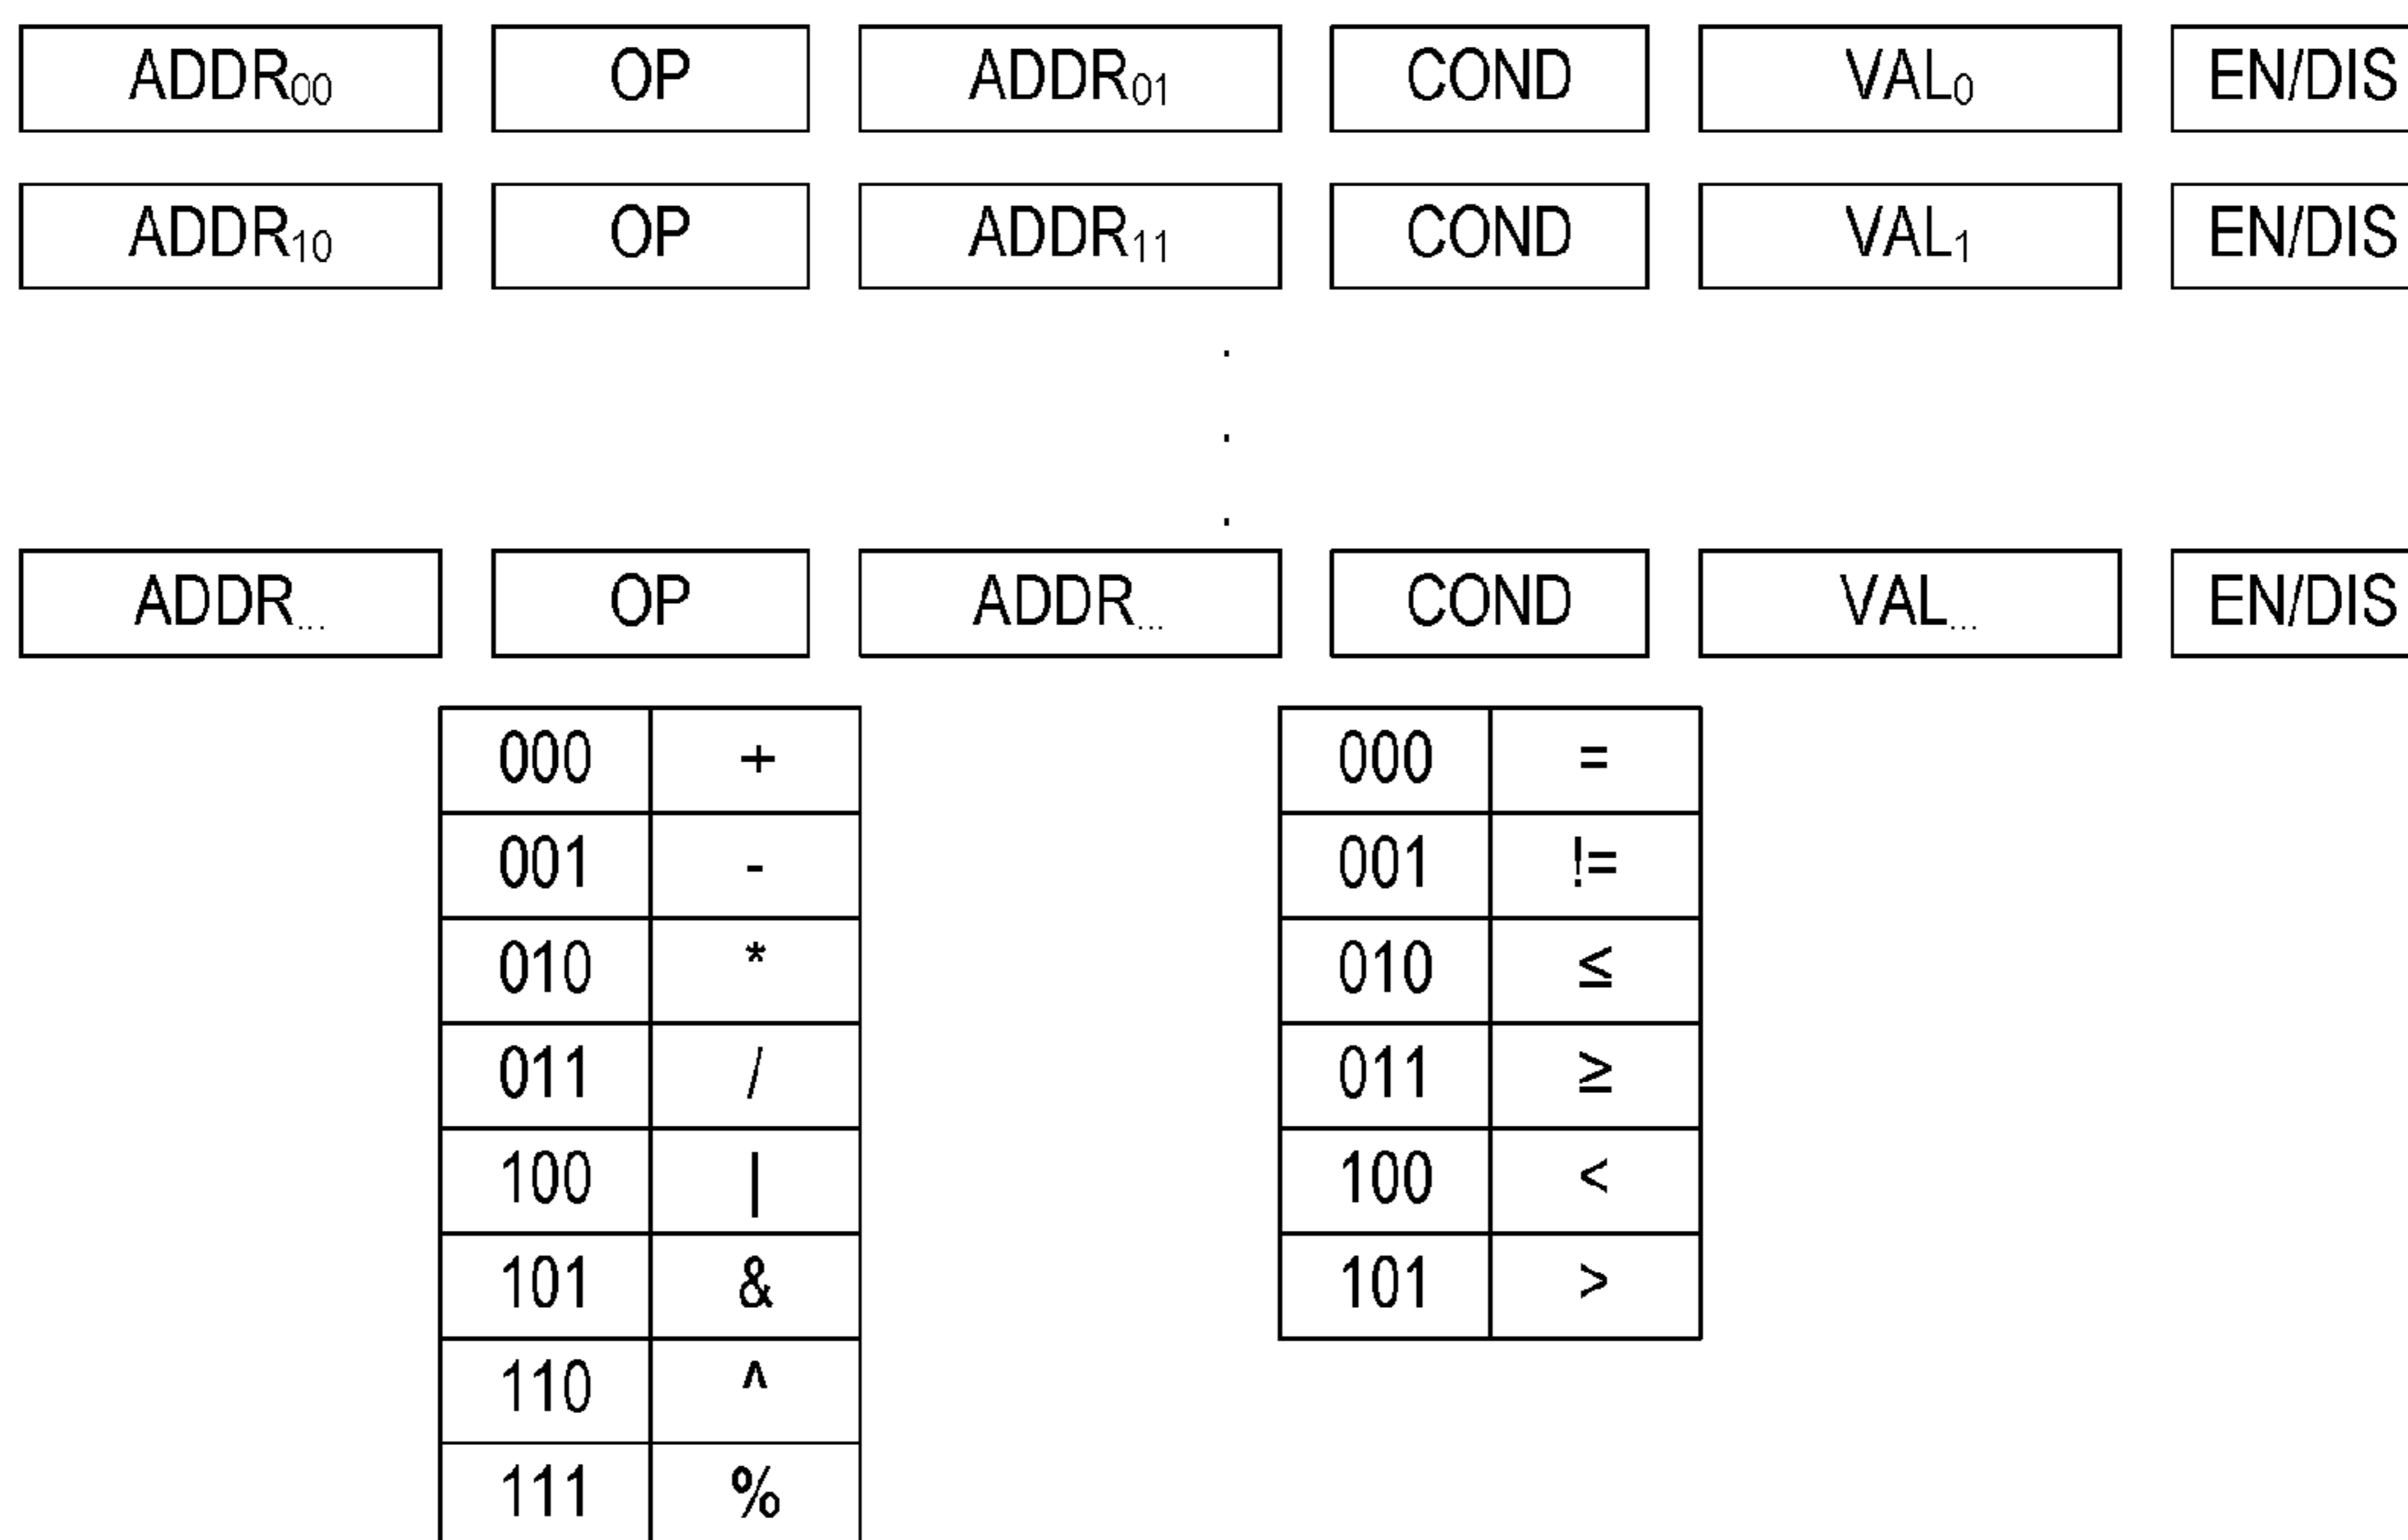 ADDR₀₀ OP ADDR₀₁ COND VAL₀ EN/DIS
ADDR₁₀ OP ADDR₁₁ COND VAL₁ EN/DIS
.
.
.
ADDR... OP ADDR... COND VAL... EN/DIS
000 + 000 =
001 - 001 !=
010 * 010 ≤
011 / 011 ≥
100 | 100 <
101 & 101 >
110 ^
111 %